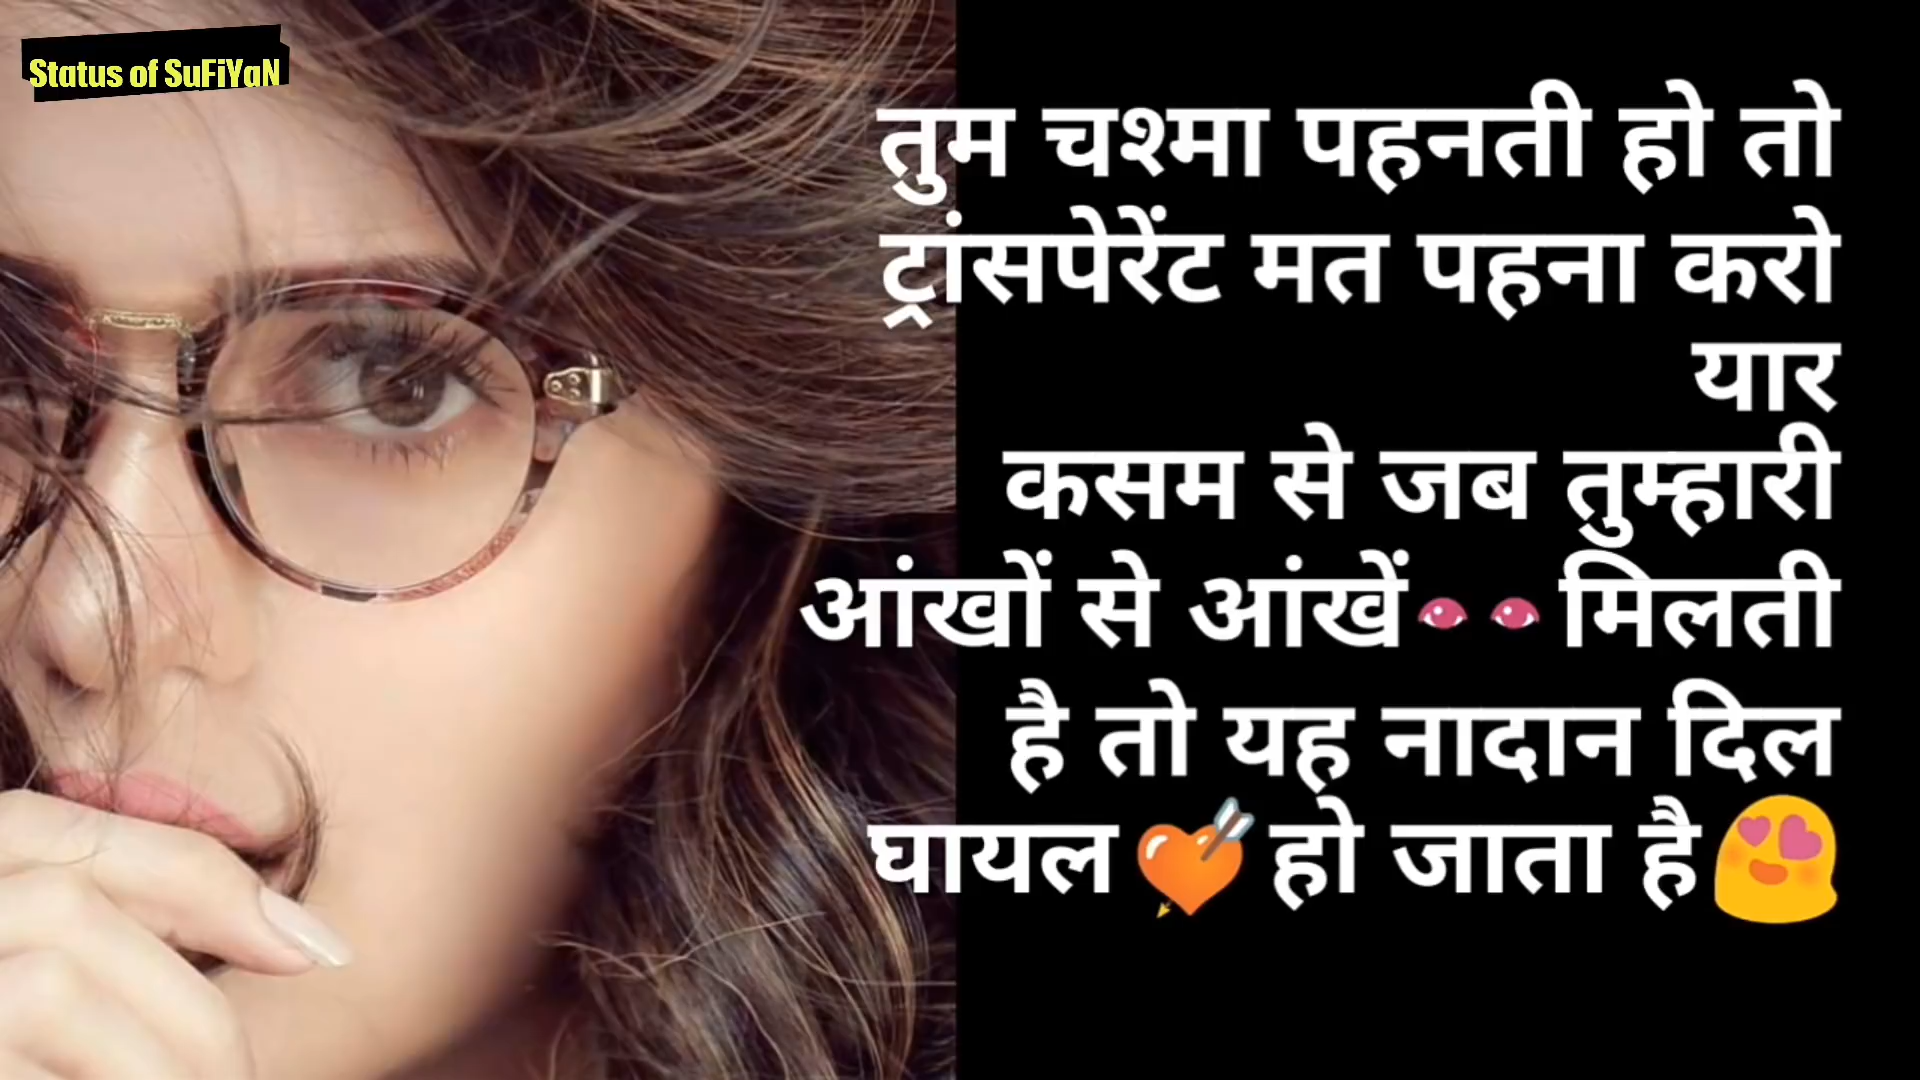 Status of SuFiYaN
तुम चश्मा पहनती हो तो
ट्रांसपेरेंट मत पहना करो
यार
कसम से जब तुम्हारी
आंखों से आंखें👁👁 मिलती
है तो यह नादान दिल
घायल💘 हो जाता है😍